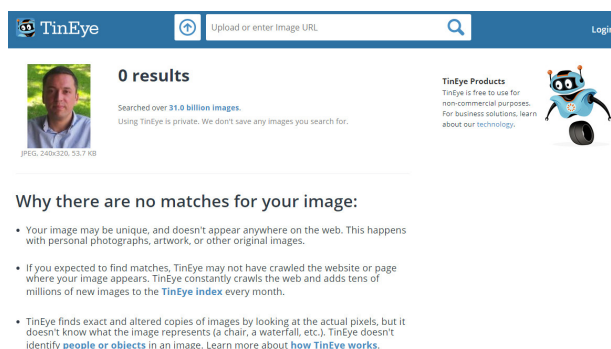 TinEye
Upload or enter Image URL
Login
0 results
Searched over 31.0 billion images.
Using TinEye is private. We don't save any images you search for.
JPEG, 240x320, 53.7 KB
TinEye Products
TinEye is free to use for
non-commercial purposes.
For business solutions, learn
about our technology.
Why there are no matches for your image:
• Your image may be unique, and doesn't appear anywhere on the web. This happens
with personal photographs, artwork, or other original images.
• If you expected to find matches, TinEye may not have crawled the website or page
where your image appears. TinEye constantly crawls the web and adds tens of
millions of new images to the TinEye index every month.
• TinEye finds exact and altered copies of images by looking at the actual pixels, but it
doesn't know what the image represents (a chair, a waterfall, etc.). TinEye doesn't
identify people or objects in an image. Learn more about how TinEye works.